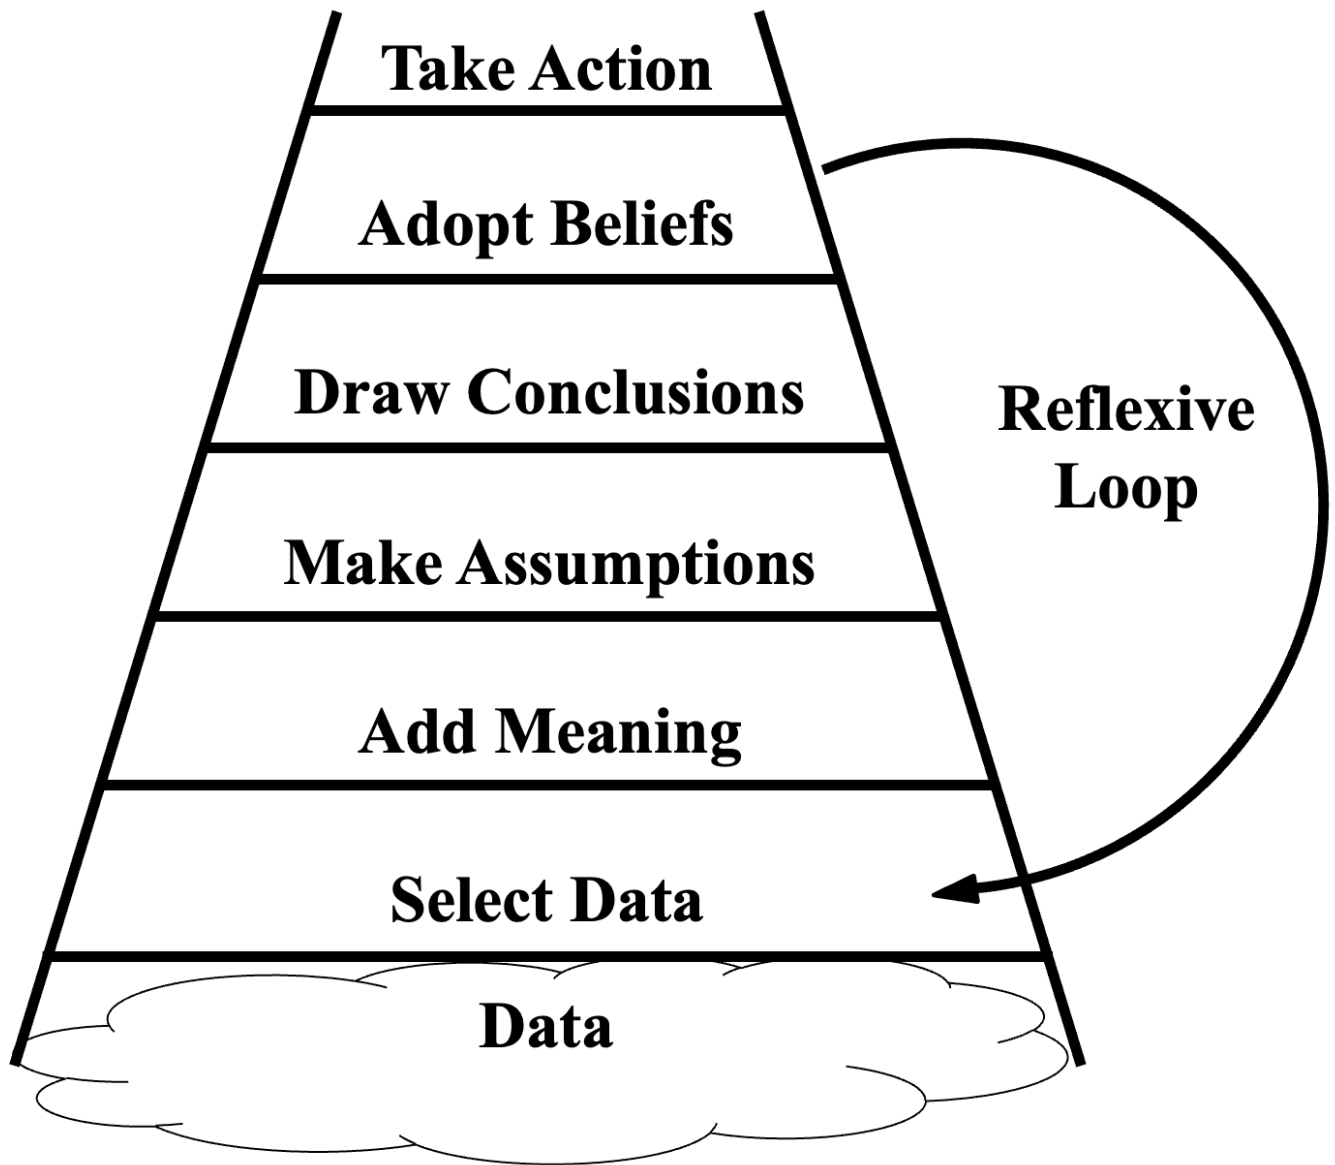 Take Action
Adopt Beliefs
Draw Conclusions
Reflexive
Loop
Make Assumptions
Add Meaning
Select Data
Data